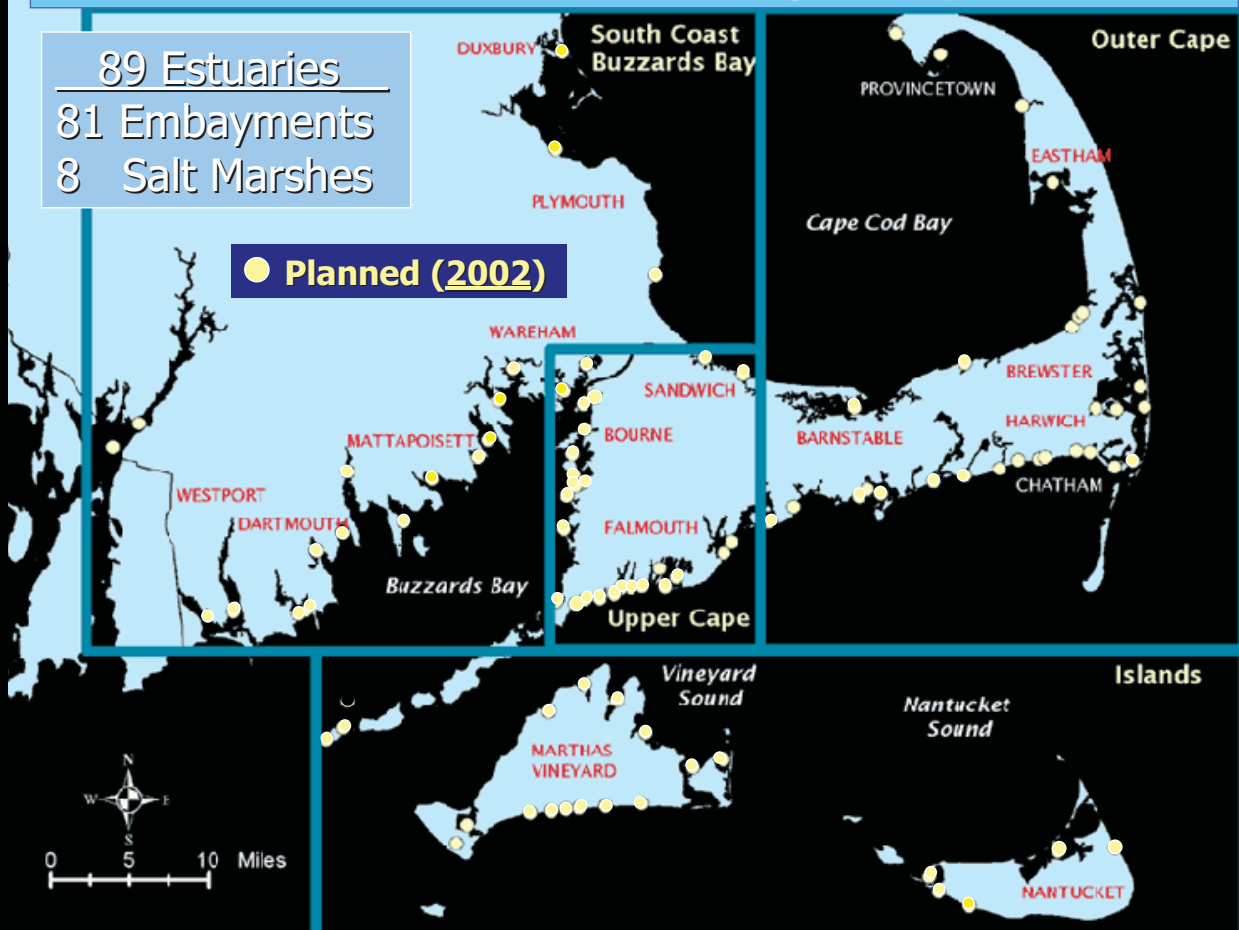 89 Estuaries
81 Embayments
8 Salt Marshes
Planned (2002)
DUXBURY
South Coast
Buzzards Bay
Outer Cape
PROVINCETOWN
EASTHAM
PLYMOUTH
Cape Cod Bay
WAREHAM
SANDWICH
BREWSTER
HARWICH
BOURNE
BARNSTABLE
MATTAPOISETT
CHATHAM
WESTPORT
DARTMOUTH
FALMOUTH
Buzzards Bay
Upper Cape
Vineyard
Sound
Islands
Nantucket
Sound
MARTHAS
VINEYARD
NANTUCKET
N
W E
S
0 5 10 Miles